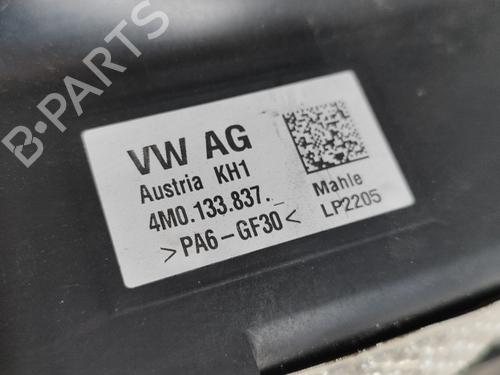 B-PARTS
VW AG
Austria KH1
4M0.133.837._
>PA6-GF30<
Mahle
LP2205